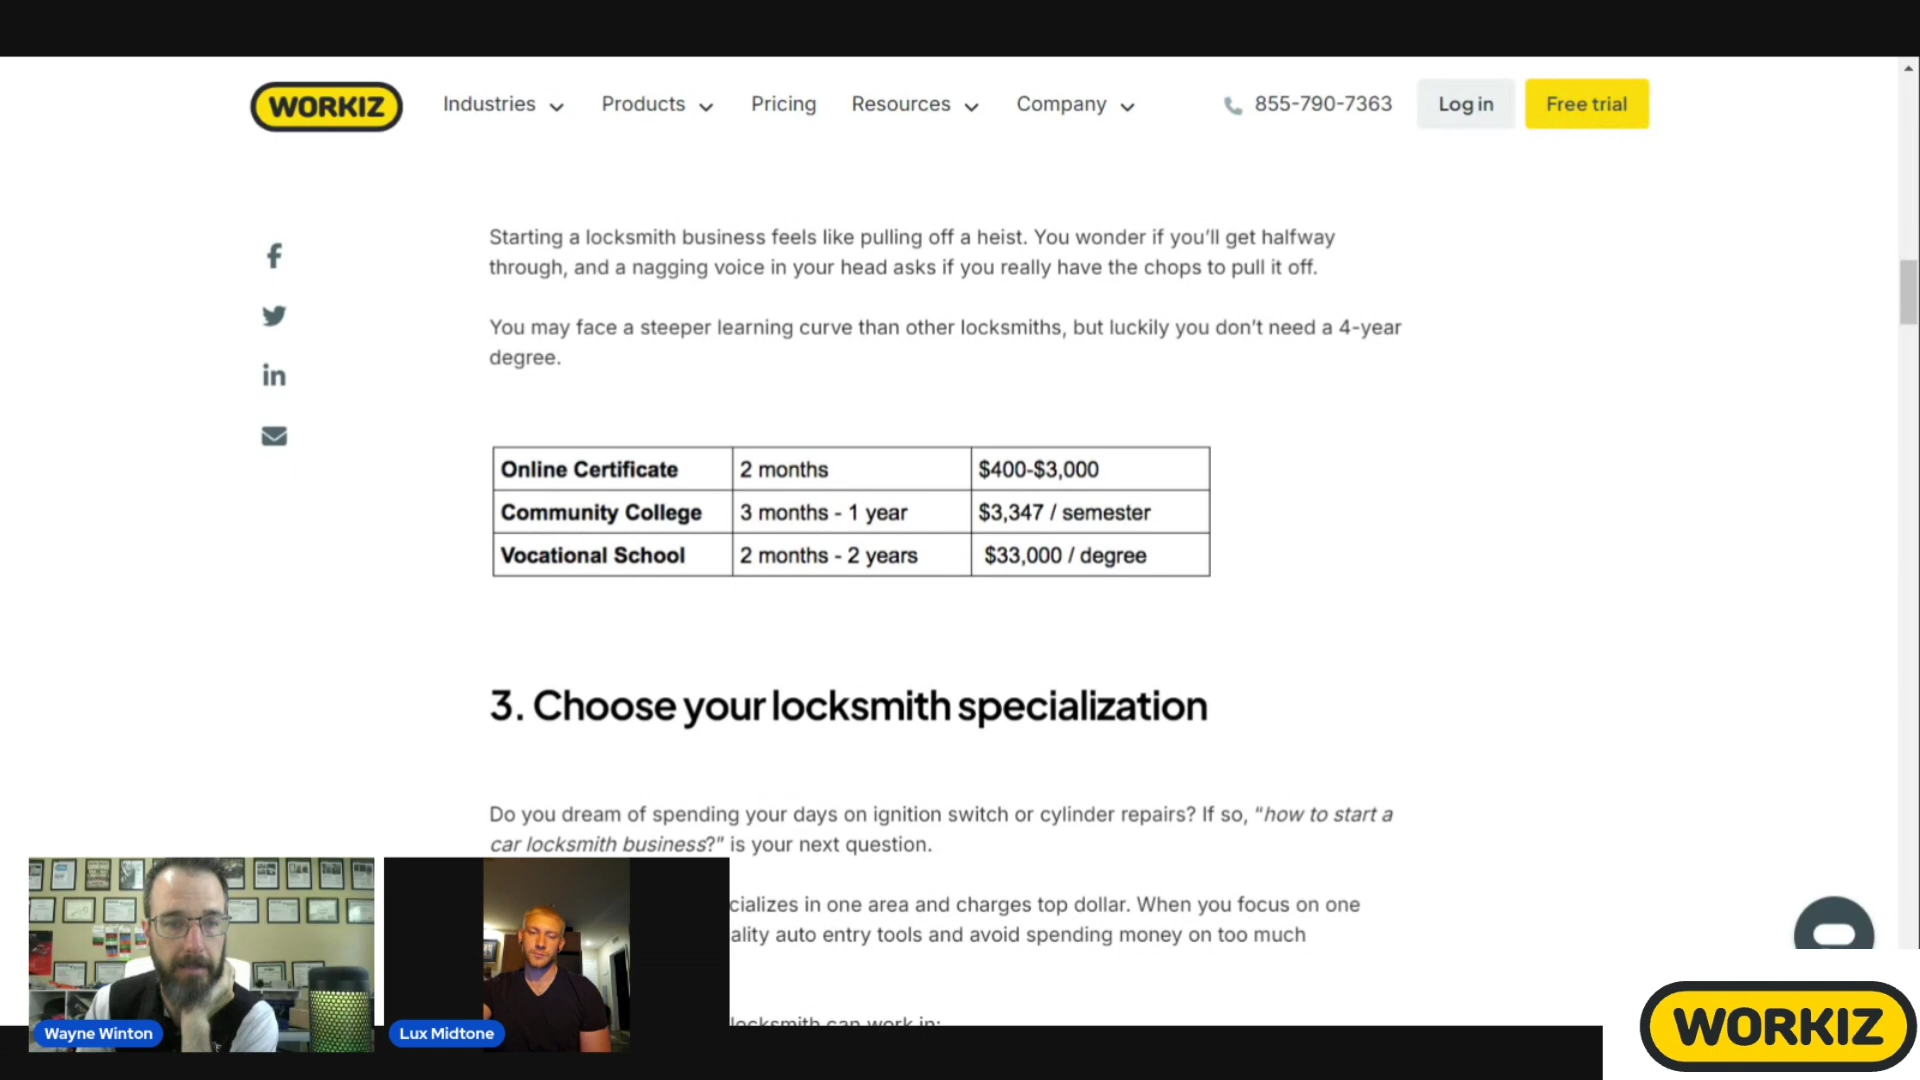 WORKIZ
Industries
Products
Pricing
Resources
Company
855-790-7363
Log in
Free trial
Starting a locksmith business feels like pulling off a heist. You wonder if you’ll get halfway
through, and a nagging voice in your head asks if you really have the chops to pull it off.
You may face a steeper learning curve than other locksmiths, but luckily you don’t need a 4-year
degree.
Online Certificate 2 months $400-$3,000
Community College 3 months - 1 year $3,347 / semester
Vocational School 2 months - 2 years $33,000 / degree
3. Choose your locksmith specialization
Do you dream of spending your days on ignition switch or cylinder repairs? If so, “how to start a
car locksmith business?” is your next question.
cializes in one area and charges top dollar. When you focus on one
ality auto entry tools and avoid spending money on too much
locksmith can work in:
Wayne Winton
Lux Midtone
WORKIZ